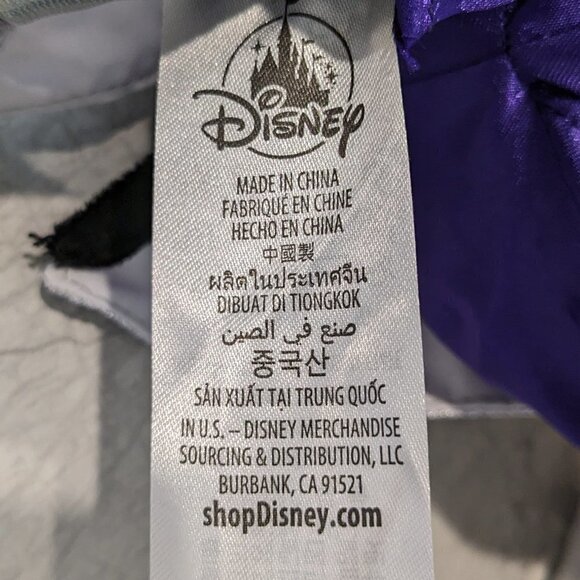 Disney
MADE IN CHINA
FABRIQUE EN CHINE
HECHO EN CHINA
中國製
ผลิตในประเทศจีน
DIBUAT DI TIONGKOK
صنع في الصين
중국산
SẢN XUẤT TẠI TRUNG QUỐC
IN U.S. – DISNEY MERCHANDISE
SOURCING & DISTRIBUTION, LLC
BURBANK, CA 91521
shopDisney.com